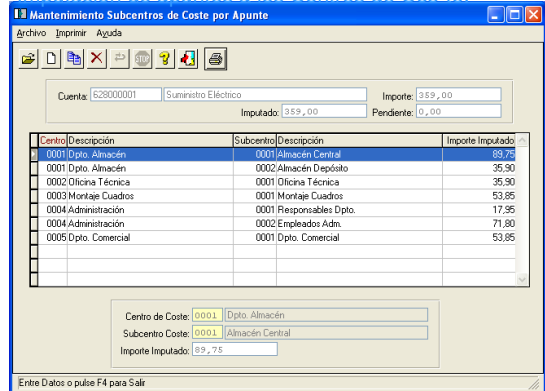 Mantenimiento Subcentros de Coste por Apunte
Archivo Imprimir Ayuda
Cuenta: 628000001 Suministro Eléctrico Importe: 359,00
Imputado: 359,00 Pendiente: 0,00
Centro Descripción Subcentro Descripción Importe Imputado
0001 Dpto. Almacén 0001 Almacén Central 89,75
0001 Dpto. Almacén 0002 Almacén Depósito 35,90
0002 Oficina Técnica 0001 Oficina Técnica 35,90
0003 Montaje Cuadros 0001 Montaje Cuadros 53,85
0004 Administración 0001 Responsables Dpto. 17,95
0004 Administración 0002 Empleados Adm. 71,80
0005 Dpto. Comercial 0001 Dpto. Comercial 53,85
Centro de Coste: 0001 Dpto. Almacén
Subcentro Coste: 0001 Almacén Central
Importe Imputado: 89,75
Entre Datos o pulse F4 para Salir